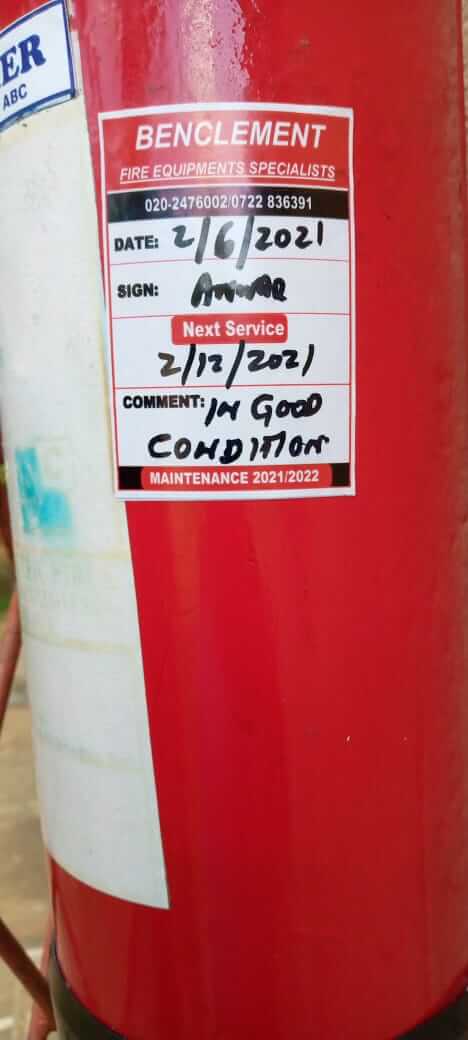 ER
ABC
BENCLEMENT
FIRE EQUIPMENTS SPECIALISTS
020-2476002/0722 836391
DATE: 2/6/2021
SIGN:
Next Service
2/12/2021
COMMENT: IN GOOD
CONDITION
MAINTENANCE 2021/2022